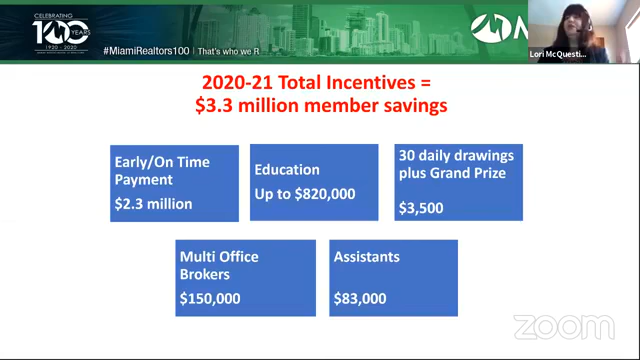 CELEBRATING
100 YEARS
1920 - 2020
#MiamiRealtors100 | That's who we R
Lori McQuesti...
2020-21 Total Incentives =
$3.3 million member savings
Early/On Time
Payment
$2.3 million
Education
Up to $820,000
30 daily drawings
plus Grand Prize
$3,500
Multi Office
Brokers
$150,000
Assistants
$83,000
zoom